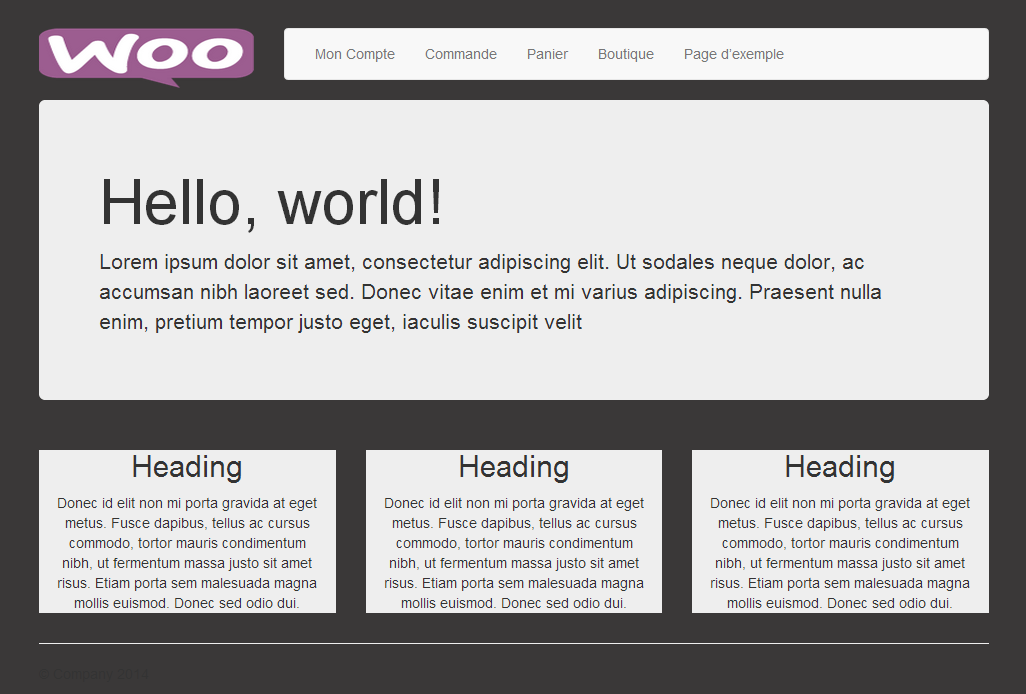 Woo
Mon Compte Commande Panier Boutique Page d'exemple
Hello, world!
Lorem ipsum dolor sit amet, consectetur adipiscing elit. Ut sodales neque dolor, ac
accumsan nibh laoreet sed. Donec vitae enim et mi varius adipiscing. Praesent nulla
enim, pretium tempor justo eget, iaculis suscipit velit
Heading
Donec id elit non mi porta gravida at eget
metus. Fusce dapibus, tellus ac cursus
commodo, tortor mauris condimentum
nibh, ut fermentum massa justo sit amet
risus. Etiam porta sem malesuada magna
mollis euismod. Donec sed odio dui.
Heading
Donec id elit non mi porta gravida at eget
metus. Fusce dapibus, tellus ac cursus
commodo, tortor mauris condimentum
nibh, ut fermentum massa justo sit amet
risus. Etiam porta sem malesuada magna
mollis euismod. Donec sed odio dui.
Heading
Donec id elit non mi porta gravida at eget
metus. Fusce dapibus, tellus ac cursus
commodo, tortor mauris condimentum
nibh, ut fermentum massa justo sit amet
risus. Etiam porta sem malesuada magna
mollis euismod. Donec sed odio dui.
© Company 2014